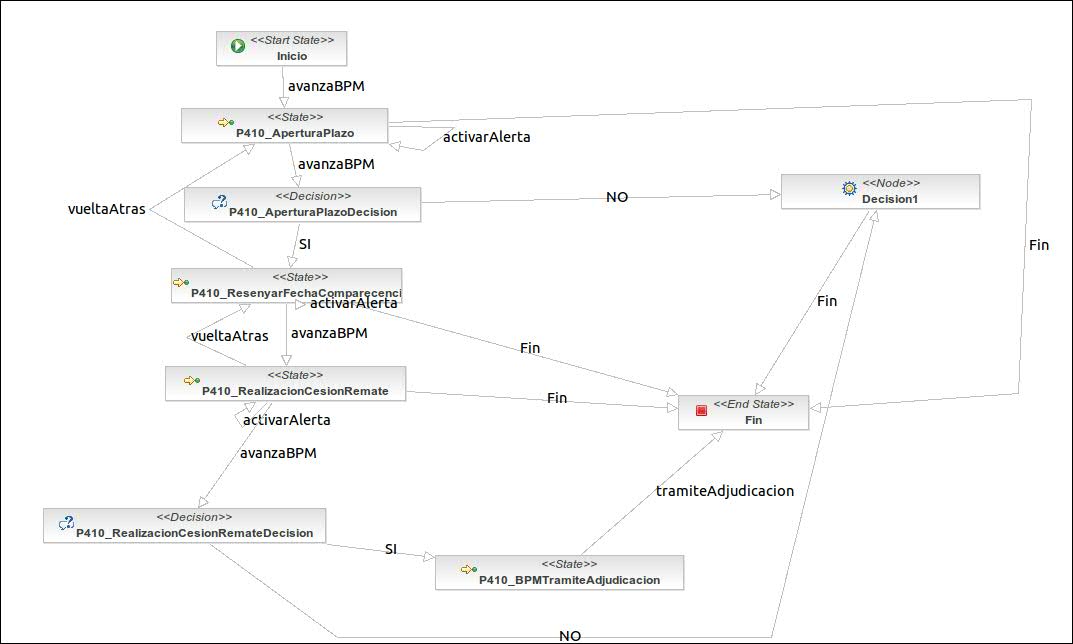 <<Start State>>
Inicio
avanzaBPM
<<State>>
P410_AperturaPlazo
activarAlerta
avanzaBPM
<<Decision>>
P410_AperturaPlazoDecision
NO
<<Node>>
Decision1
vueltaAtras
SI
Fin
<<State>>
P410_ResenyarFechaComparecenci
activarAlerta
Fin
vueltaAtras
avanzaBPM
Fin
<<State>>
P410_RealizacionCesionRemate
Fin
<<End State>>
Fin
activarAlerta
avanzaBPM
tramiteAdjudicacion
<<Decision>>
P410_RealizacionCesionRemateDecision
SI
<<State>>
P410_BPMTramiteAdjudicacion
NO